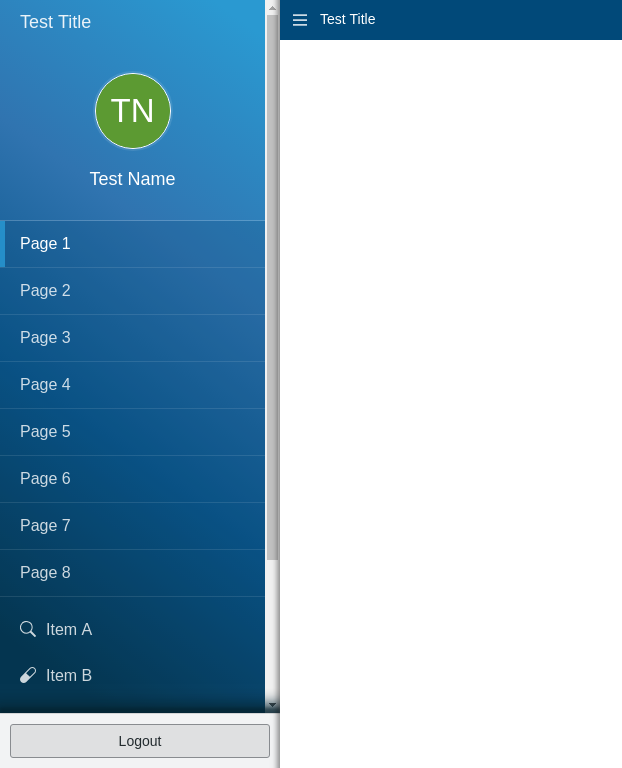 Test Title
TN
Test Name
Page 1
Page 2
Page 3
Page 4
Page 5
Page 6
Page 7
Page 8
Item A
Item B
Logout
Test Title